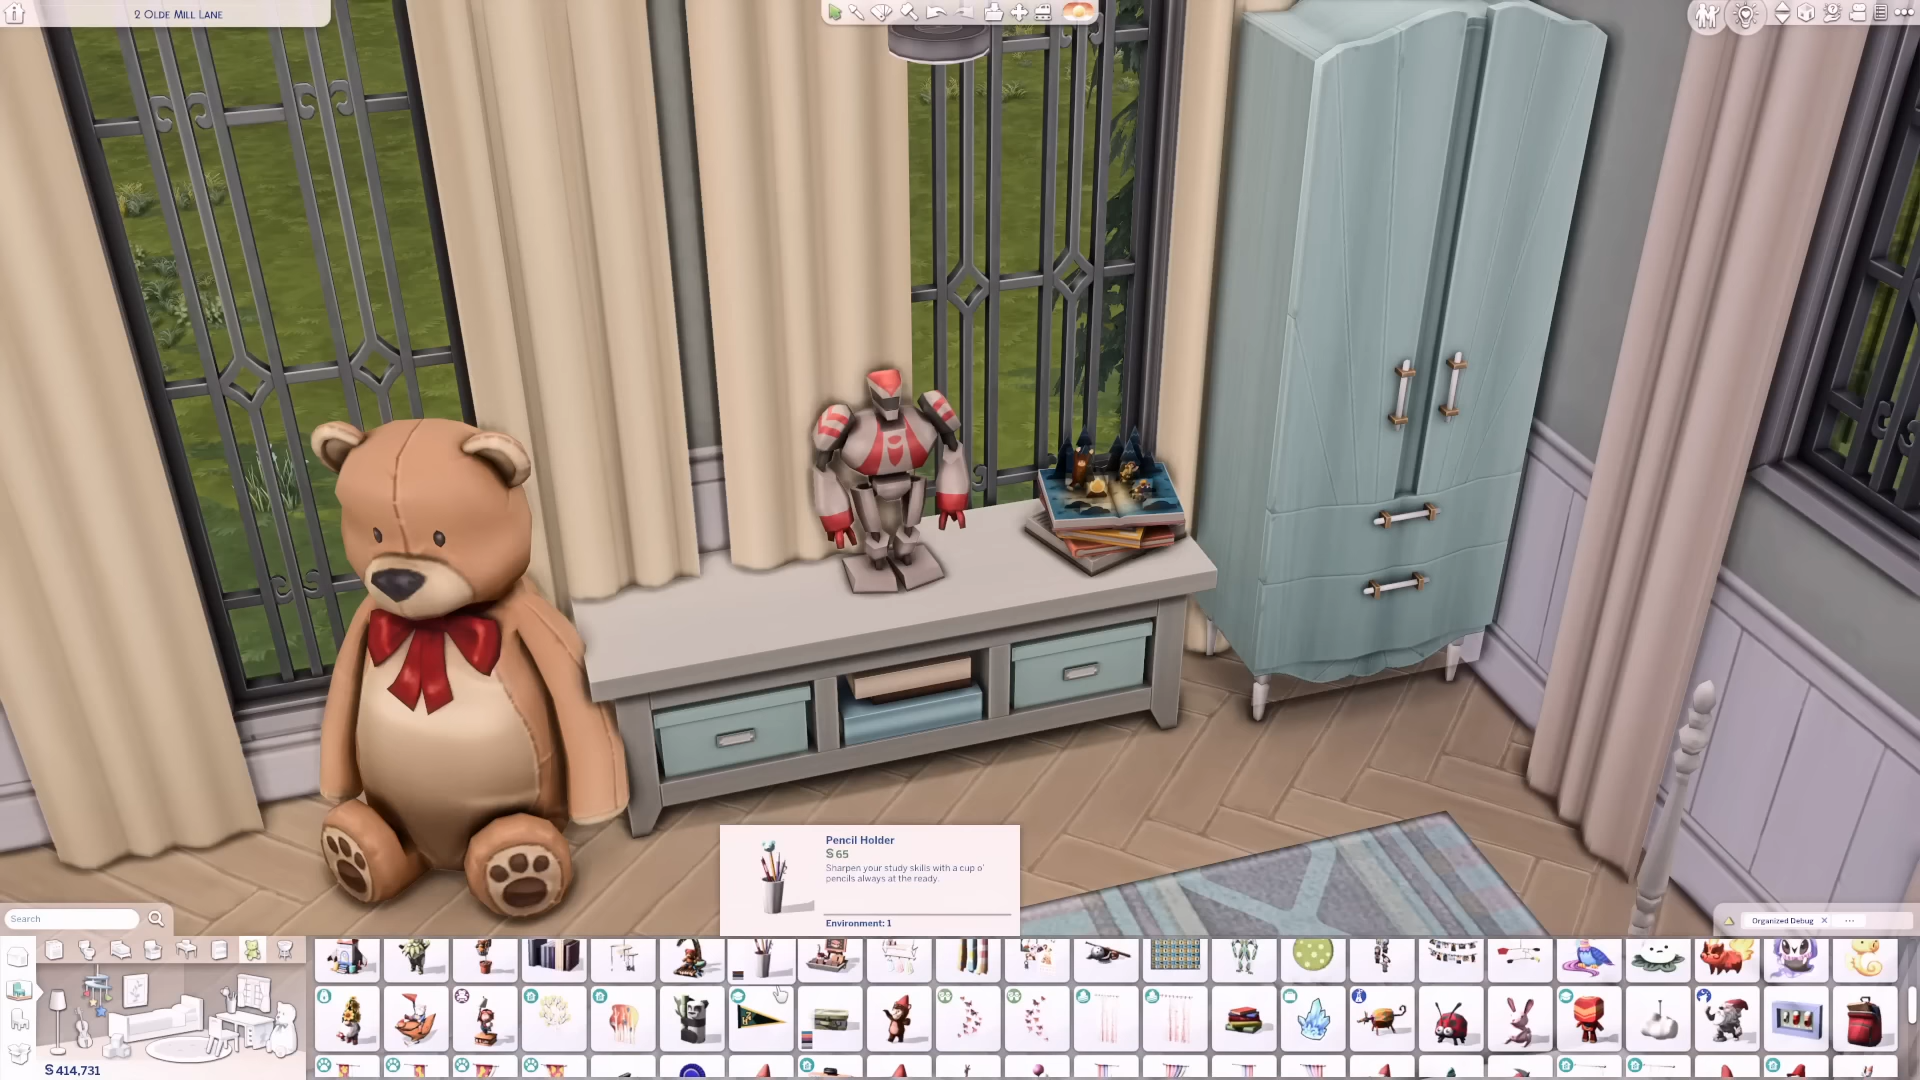 2 Olde Mill Lane
Pencil Holder
§65
Sharpen your study skills with a cup o'
pencils always at the ready.
Environment: 1
Search
Organized Debug
§414,731